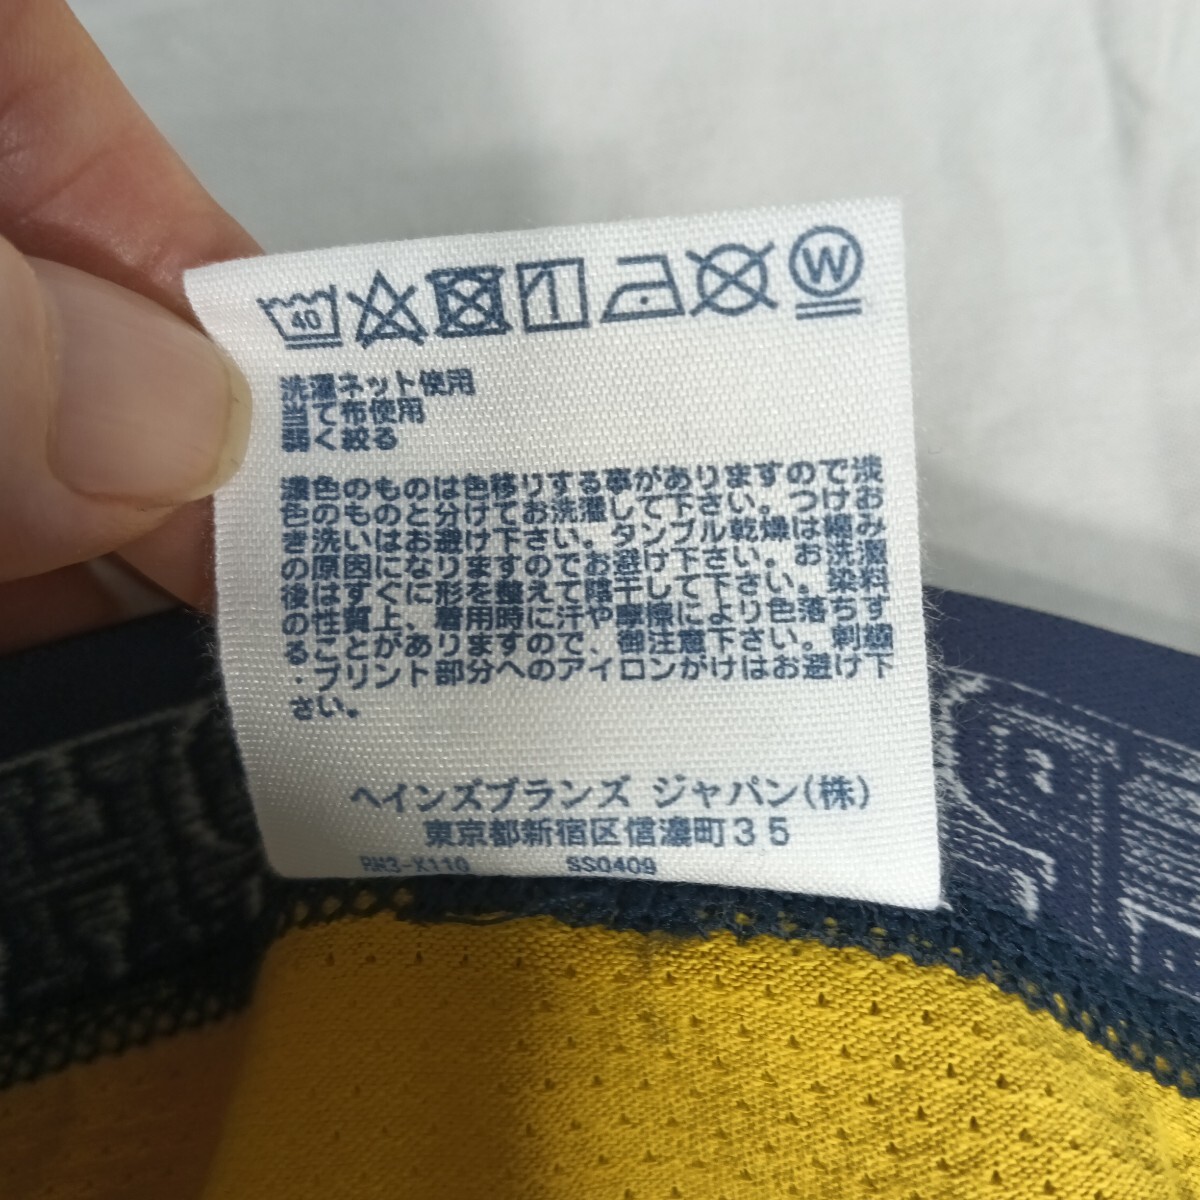 40
W
洗濯ネット使用
当て布使用
弱く絞る
濃色のものは色移りする事がありますので淡
色のものと分けてお洗濯して下さい。つけお
き洗いはお避け下さい。タンブル乾燥は縮み
の原因になりますのでお避け下さい。お洗濯
後はすぐに形を整えて陰干して下さい。染料
の性質上、着用時に汗や摩擦により色落ちす
ることがありますので、御注意下さい。刺繍
・プリント部分へのアイロンがけはお避け下
さい。
ヘインズブランズ ジャパン(株)
東京都新宿区信濃町35
RM3-K110 SS0409